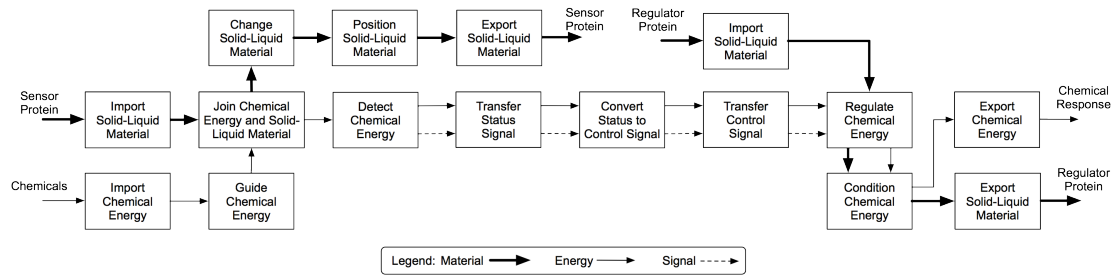 Change
Solid-Liquid
Material
Position
Solid-Liquid
Material
Export
Solid-Liquid
Material
Sensor
Protein
Regulator
Protein
Import
Solid-Liquid
Material
Sensor
Protein
Import
Solid-Liquid
Material
Join Chemical
Energy and Solid-
Liquid Material
Detect
Chemical
Energy
Transfer
Status
Signal
Convert
Status to
Control Signal
Transfer
Control
Signal
Regulate
Chemical
Energy
Export
Chemical
Energy
Chemical
Response
Chemicals
Import
Chemical
Energy
Guide
Chemical
Energy
Condition
Chemical
Energy
Export
Solid-Liquid
Material
Regulator
Protein
Legend: Material Energy Signal